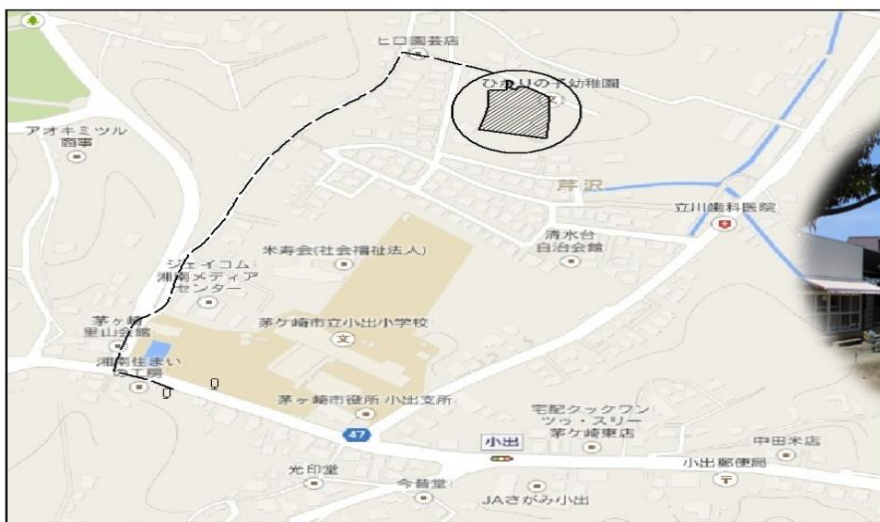 ヒロ園芸店
ひかりの子幼稚園
(文)
アオキミツル
商事
芹沢
立川歯科医院
清水台
自治会館
米寿会(社会福祉法人)
ジェイコム
湘南メディア
センター
茅ヶ崎
里山会館
茅ケ崎市立小出小学校
文
湘南住まい
工房
茅ヶ崎市役所 小出支所
47
小出
宅配クックワン
ツゥ・スリー
茅ケ崎東店
中田米店
小出郵便局
〒
光印堂
今昔堂
JAさがみ小出